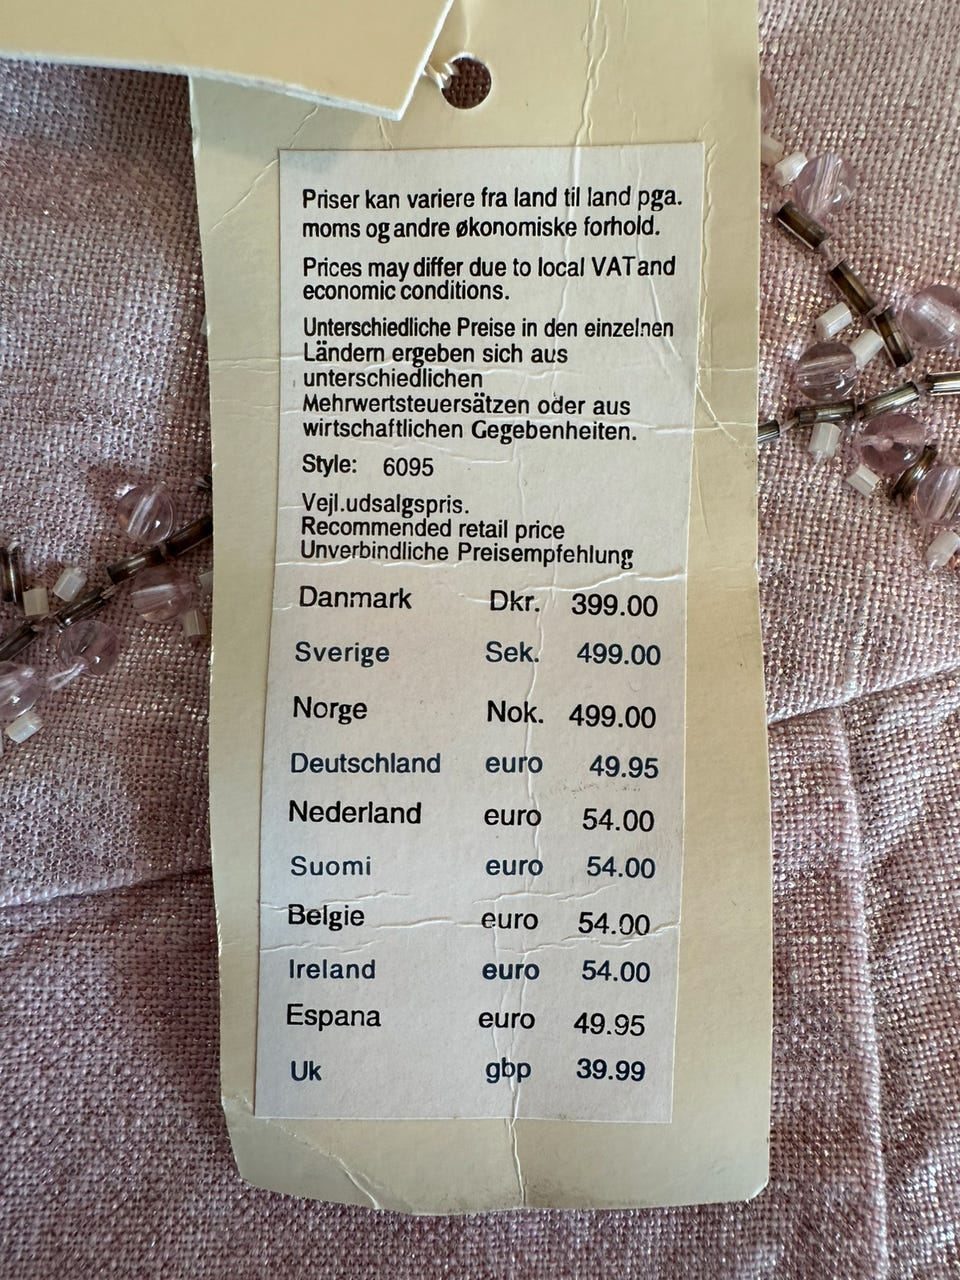 Priser kan variere fra land til land pga.
moms og andre økonomiske forhold.
Prices may differ due to local VAT and
economic conditions.
Unterschiedliche Preise in den einzelnen
Ländern ergeben sich aus
unterschiedlichen
Mehrwertsteuersätzen oder aus
wirtschaftlichen Gegebenheiten.
Style: 6095
Vejl.udsalgspris.
Recommended retail price
Unverbindliche Preisempfehlung
Danmark Dkr. 399.00
Sverige Sek. 499.00
Norge Nok. 499.00
Deutschland euro 49.95
Nederland euro 54.00
Suomi euro 54.00
Belgie euro 54.00
Ireland euro 54.00
Espana euro 49.95
Uk gbp 39.99